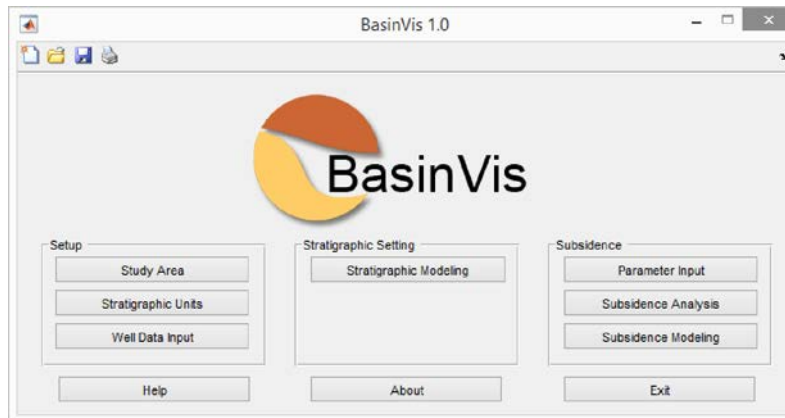 BasinVis 1.0
BasinVis
Setup
Study Area
Stratigraphic Units
Well Data Input
Stratigraphic Setting
Stratigraphic Modeling
Subsidence
Parameter Input
Subsidence Analysis
Subsidence Modeling
Help
About
Exit